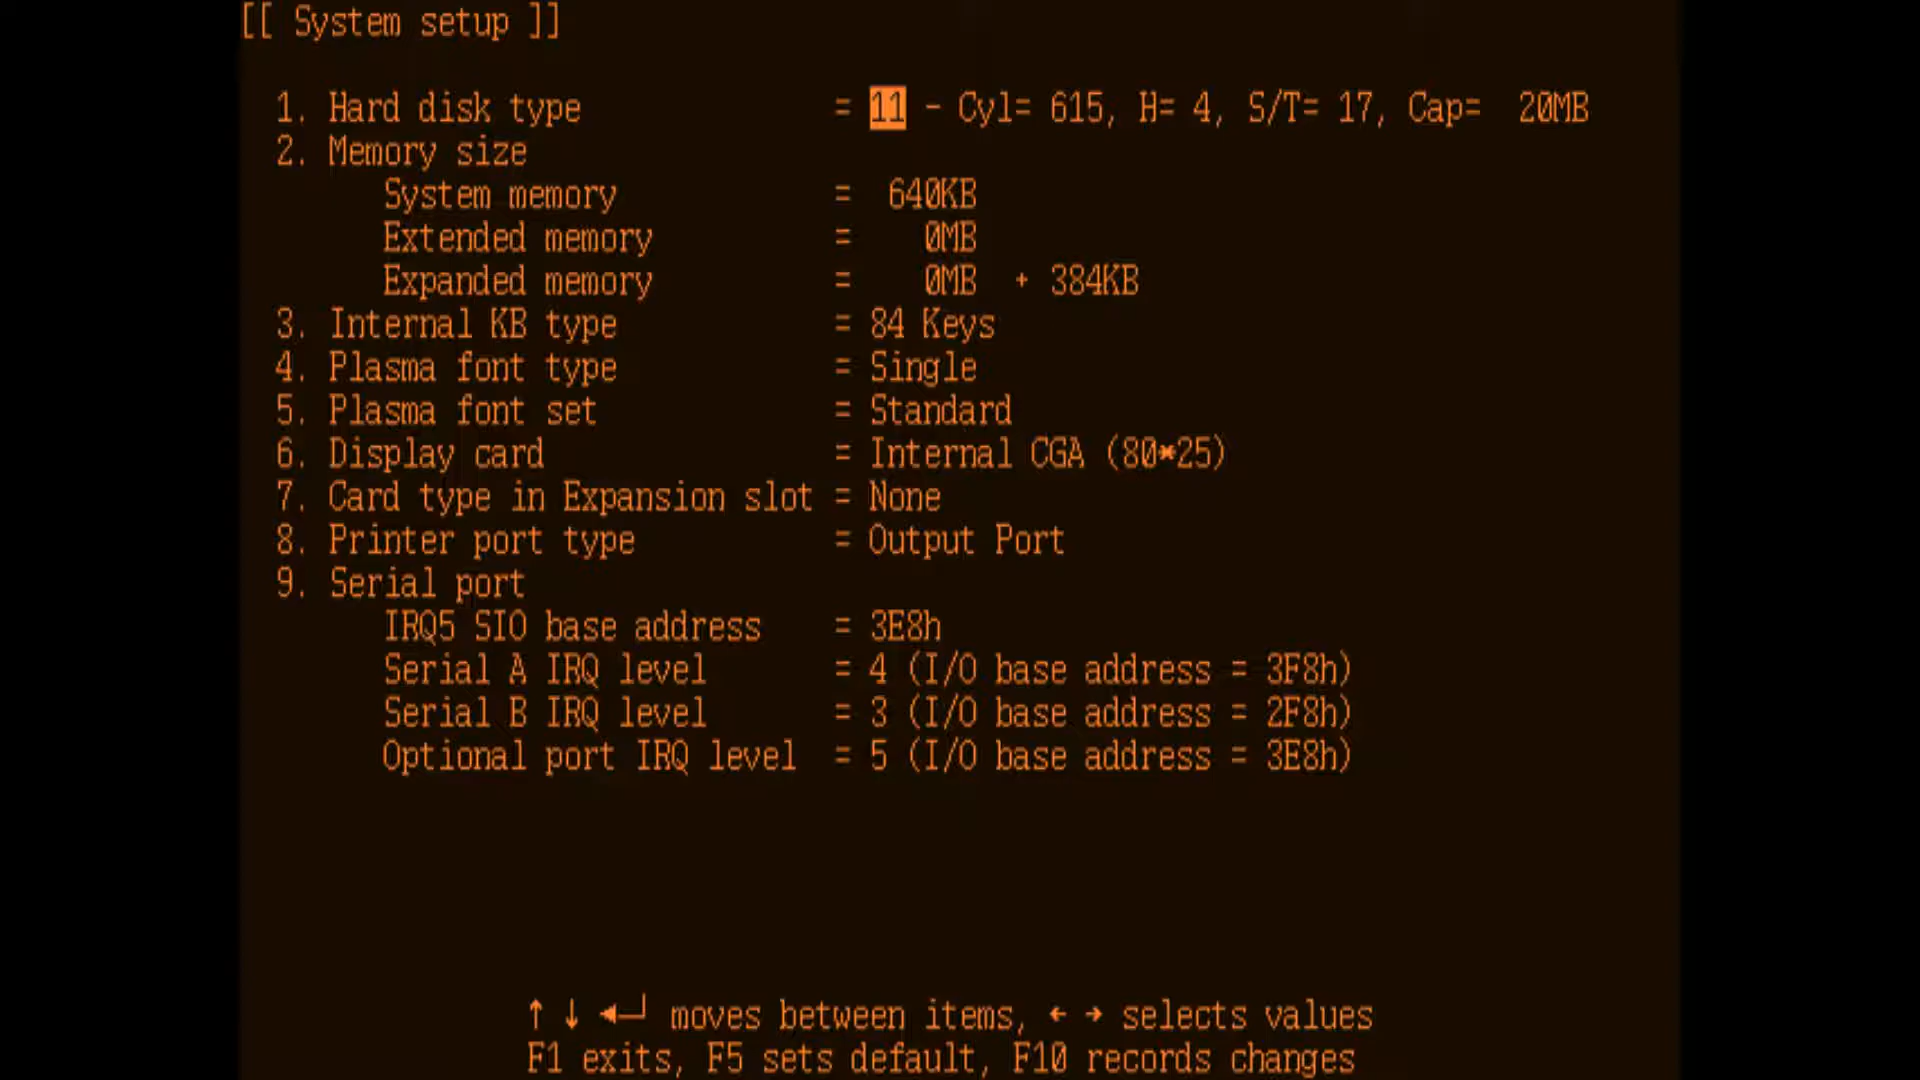 [[ System setup ]]
1. Hard disk type = 11 - Cyl= 615, H= 4, S/T= 17, Cap= 20MB
2. Memory size
System memory = 640KB
Extended memory = 0MB
Expanded memory = 0MB + 384KB
3. Internal KB type = 84 Keys
4. Plasma font type = Single
5. Plasma font set = Standard
6. Display card = Internal CGA (80*25)
7. Card type in Expansion slot = None
8. Printer port type = Output Port
9. Serial port
IRQ5 SIO base address = 3E8h
Serial A IRQ level = 4 (I/O base address = 3F8h)
Serial B IRQ level = 3 (I/O base address = 2F8h)
Optional port IRQ level = 5 (I/O base address = 3E8h)
↑ ↓ ◄─┘ moves between items, ← → selects values
F1 exits, F5 sets default, F10 records changes